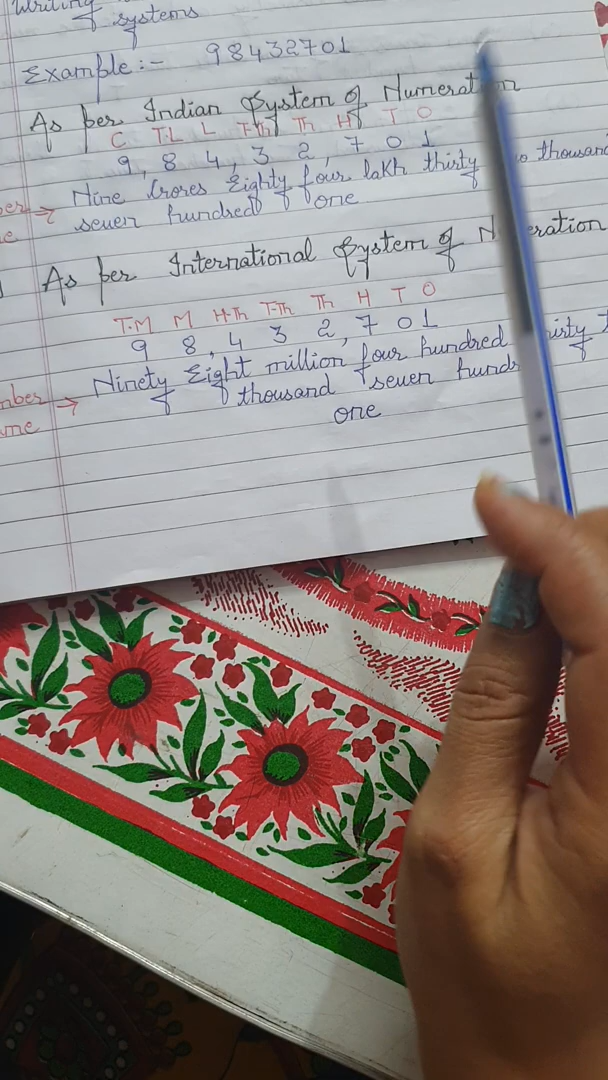 Writing
of systems
Example:- 98432701
As per Indian System of Numeration
C T-L L T-Th Th H T O
9, 8 4, 3 2, 7 0 1
Nine Crores Eighty four lakh thirty thousand
seven hundred one
As per International System of
T-M M H-Th T-Th Th H T O
9 8, 4 3 2, 7 0 1
Ninety Eight million four hundred
thousand seven
one